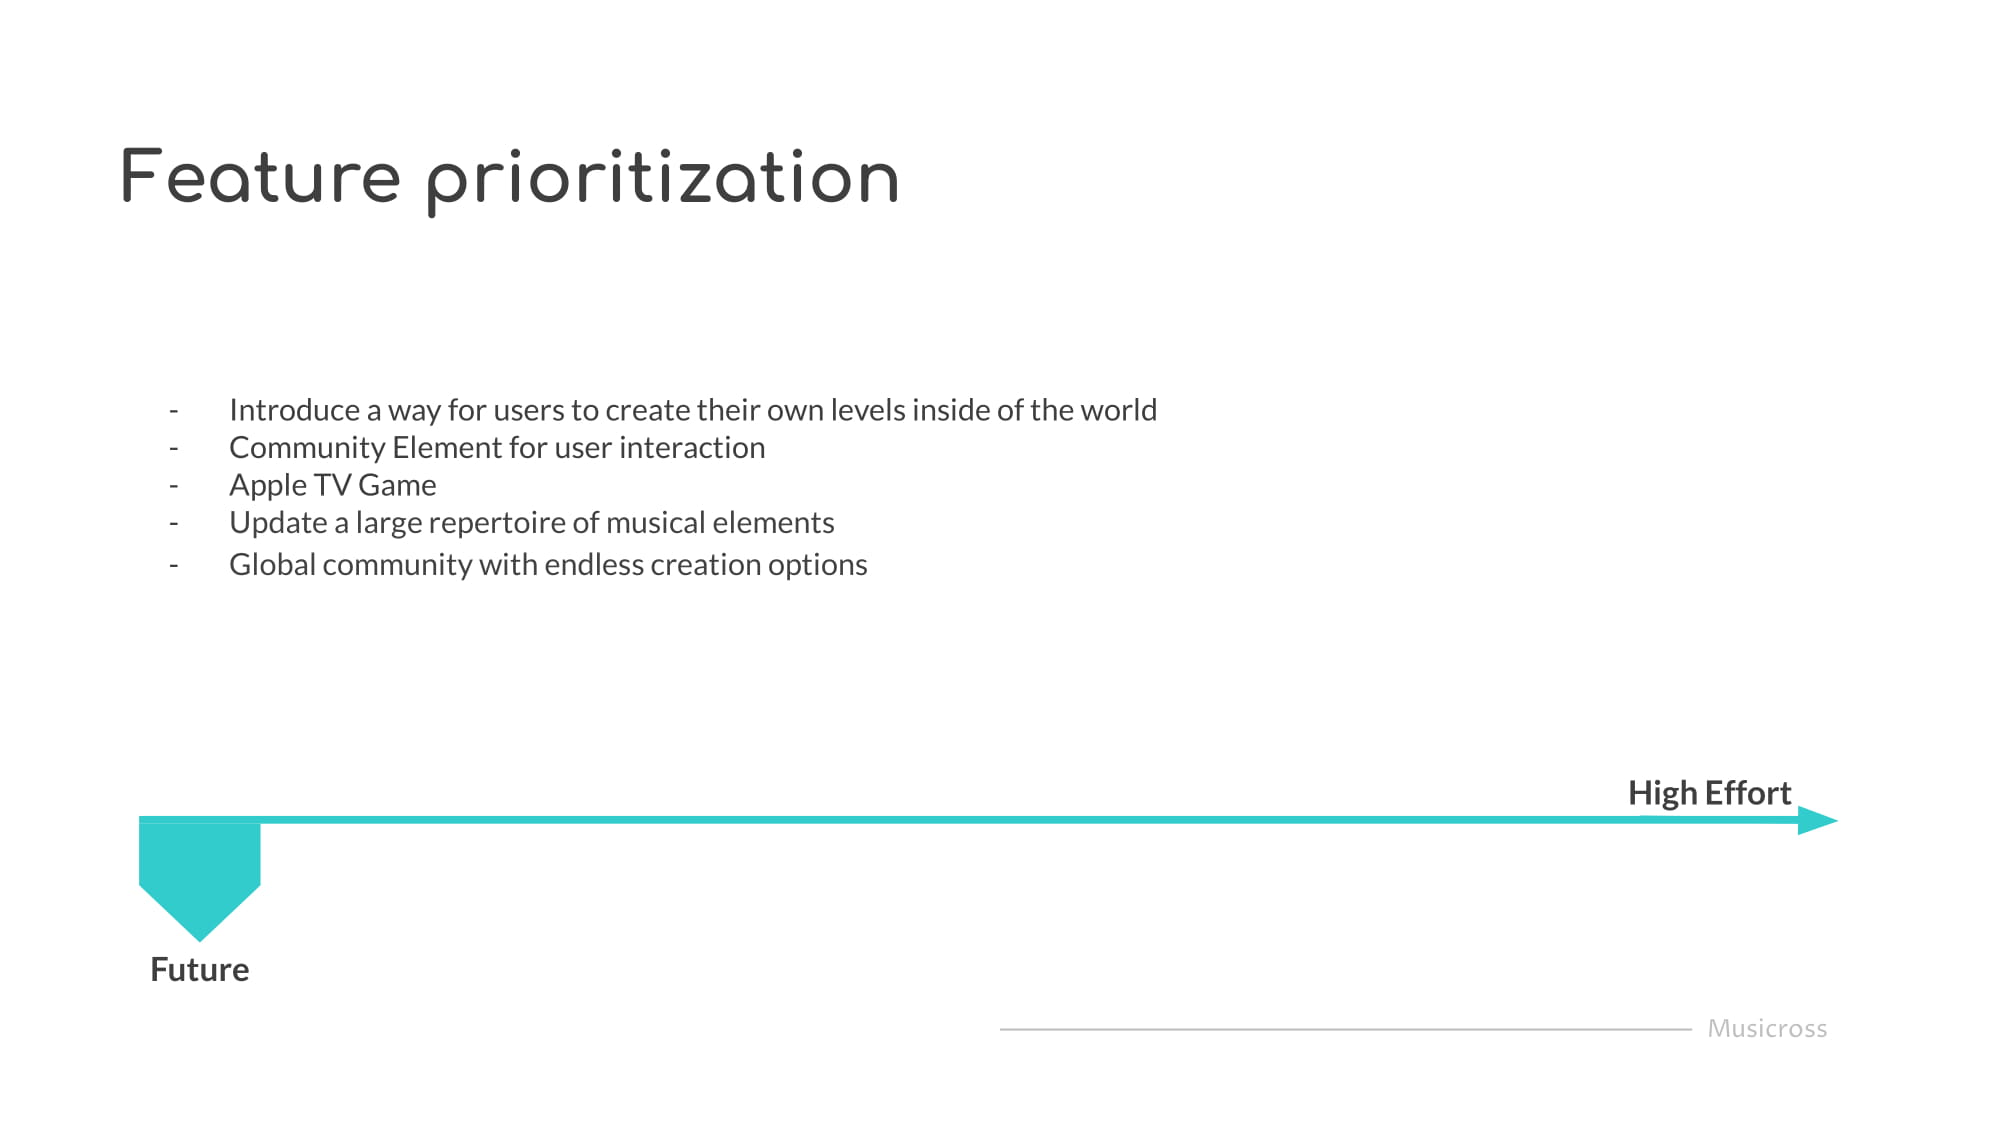 Feature prioritization
- Introduce a way for users to create their own levels inside of the world
- Community Element for user interaction
- Apple TV Game
- Update a large repertoire of musical elements
- Global community with endless creation options
High Effort
Future
Musicross